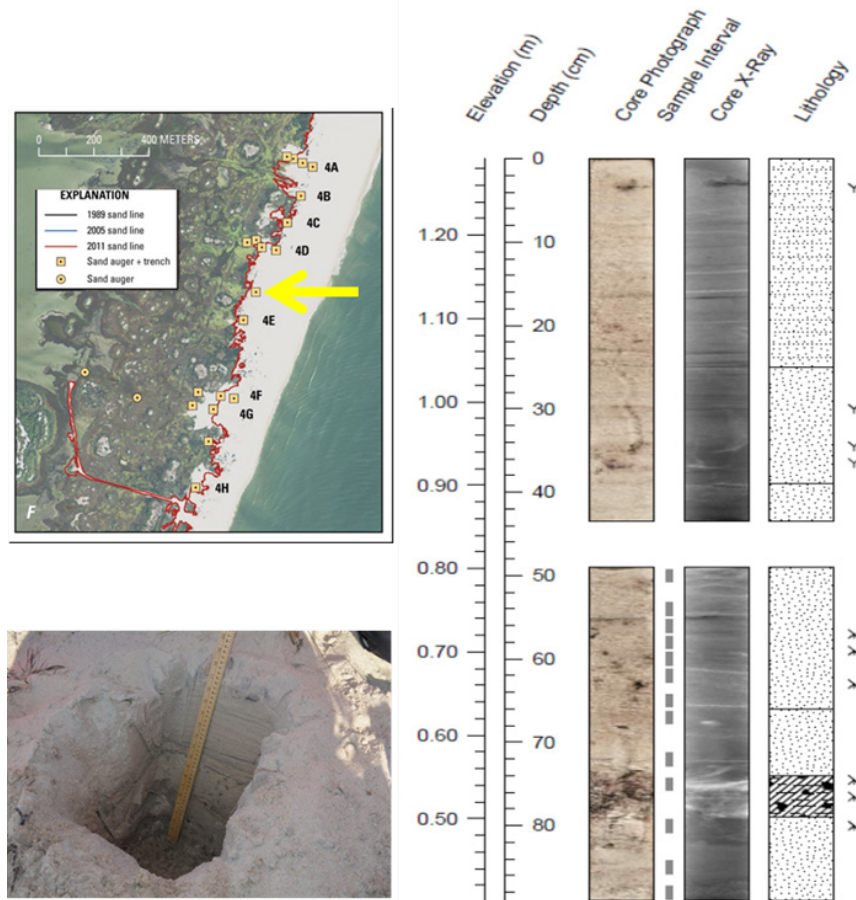 0 200 400 METERS
EXPLANATION
1989 sand line
2005 sand line
2011 sand line
Sand auger + trench
Sand auger
4A
4B
4C
4D
4E
4F
4G
4H
F
Elevation (m)
Depth (cm)
Core Photograph
Sample Interval
Core X-Ray
Lithology
1.20
1.10
1.00
0.90
0.80
0.70
0.60
0.50
0
10
20
30
40
50
60
70
80